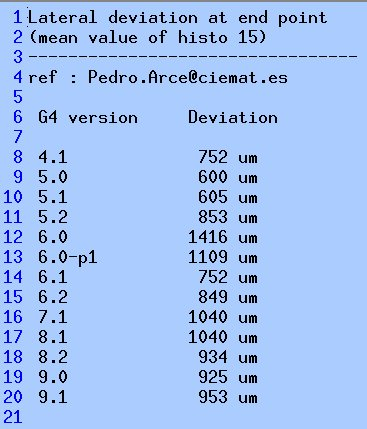 1 Lateral deviation at end point
2 (mean value of histo 15)
3 ---------------------------------
4 ref : Pedro.Arce@ciemat.es
5
6 G4 version Deviation
7
8 4.1 752 um
9 5.0 600 um
10 5.1 605 um
11 5.2 853 um
12 6.0 1416 um
13 6.0-p1 1109 um
14 6.1 752 um
15 6.2 849 um
16 7.1 1040 um
17 8.1 1040 um
18 8.2 934 um
19 9.0 925 um
20 9.1 953 um
21